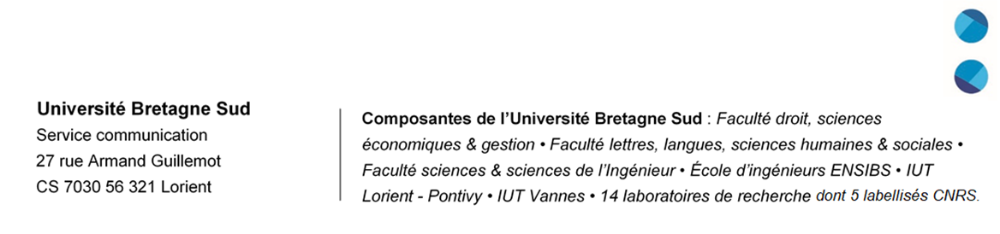 Université Bretagne Sud
Service communication
27 rue Armand Guillemot
CS 7030 56 321 Lorient
Composantes de l’Université Bretagne Sud : Faculté droit, sciences
économiques & gestion • Faculté lettres, langues, sciences humaines & sociales •
Faculté sciences & sciences de l’Ingénieur • École d’ingénieurs ENSIBS • IUT
Lorient - Pontivy • IUT Vannes • 14 laboratoires de recherche dont 5 labellisés CNRS.